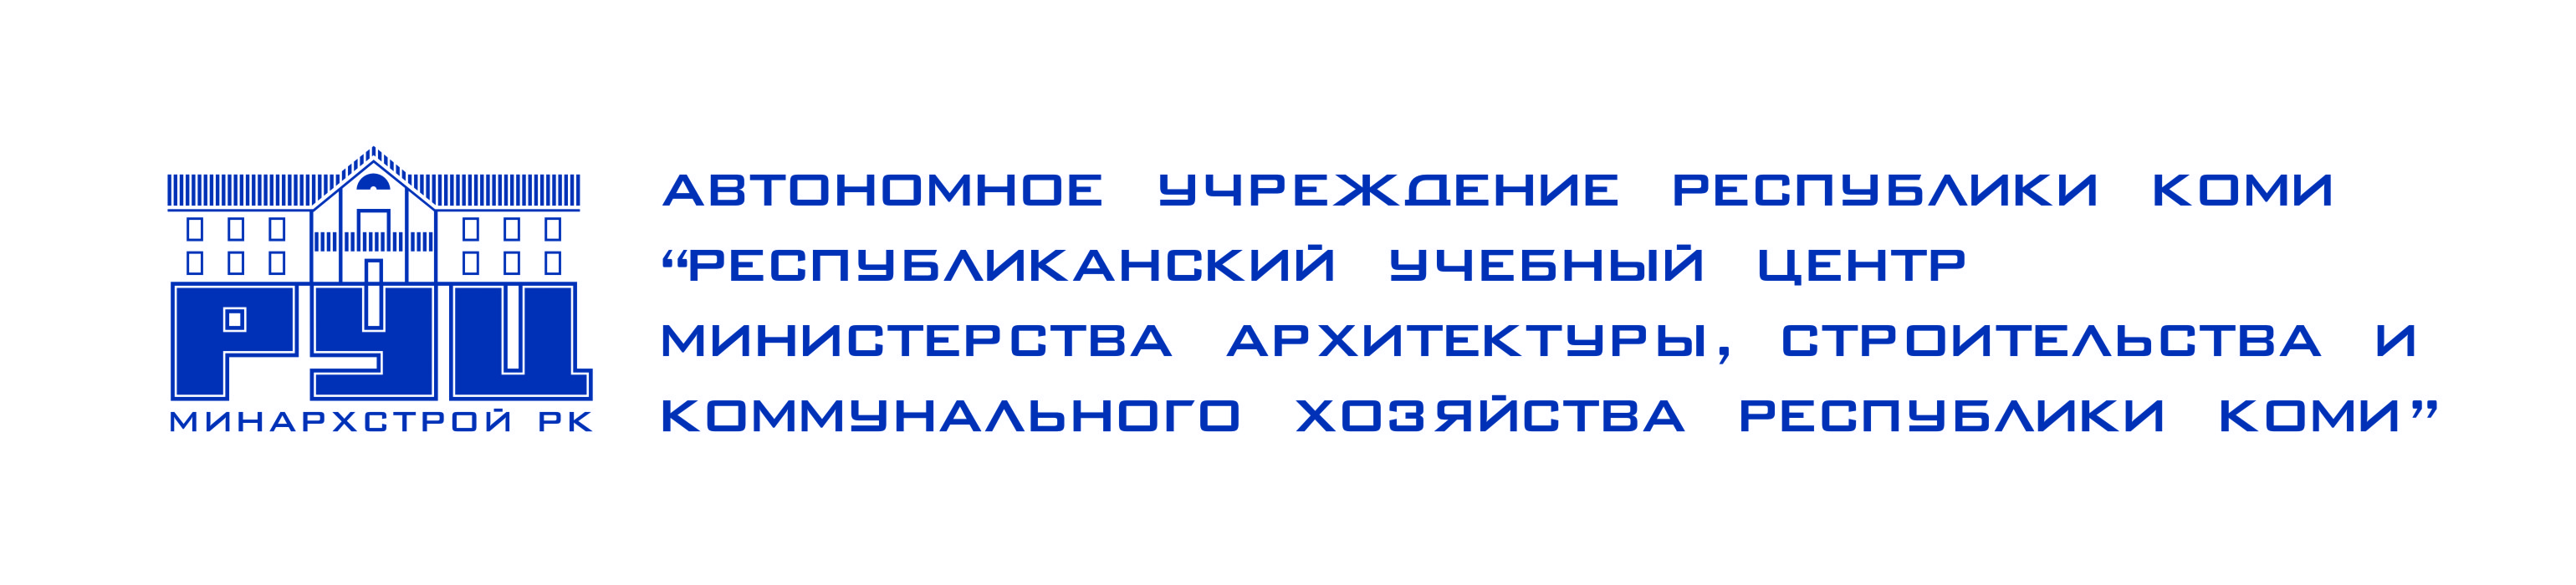 РУЦ
МИНАРХСТРОЙ РК
АВТОНОМНОЕ УЧРЕЖДЕНИЕ РЕСПУБЛИКИ КОМИ
“РЕСПУБЛИКАНСКИЙ УЧЕБНЫЙ ЦЕНТР
МИНИСТЕРСТВА АРХИТЕКТУРЫ, СТРОИТЕЛЬСТВА И
КОММУНАЛЬНОГО ХОЗЯЙСТВА РЕСПУБЛИКИ КОМИ”